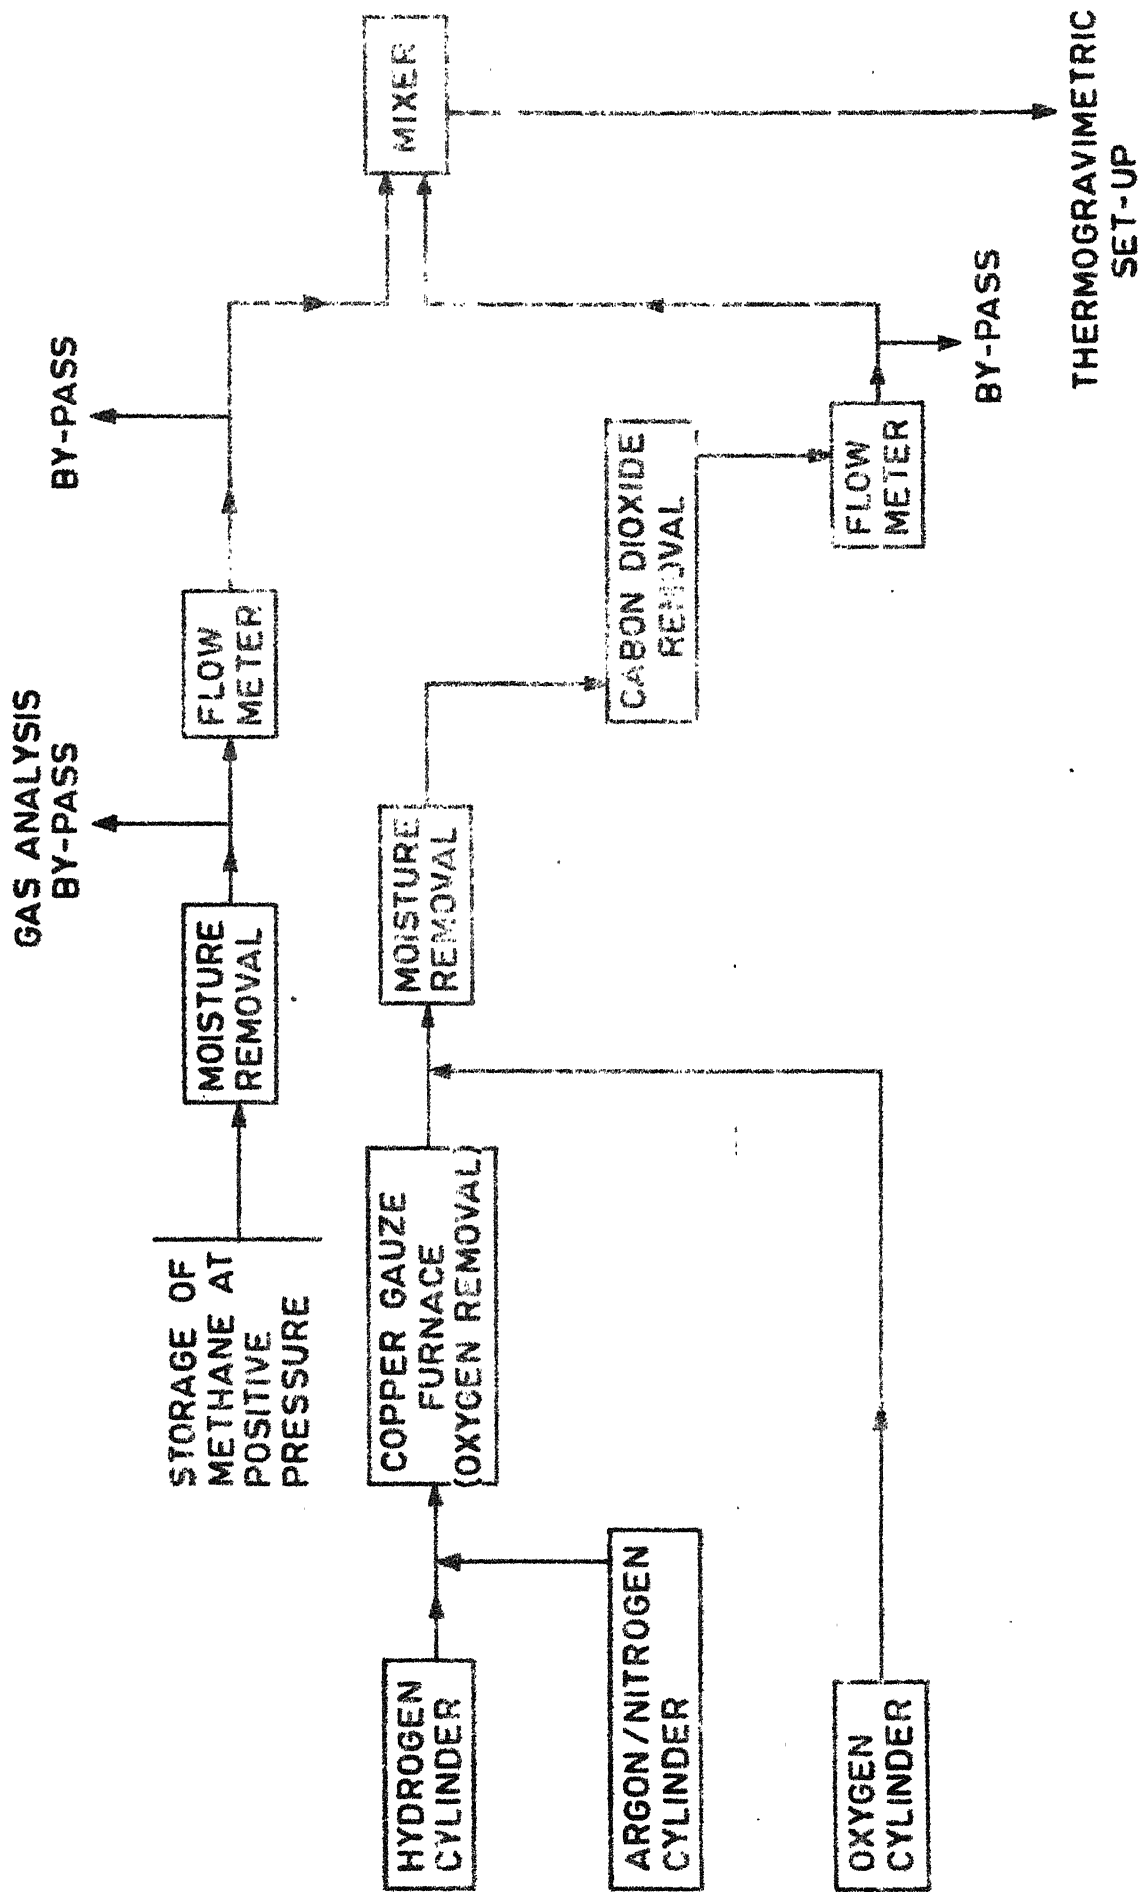 GAS ANALYSIS
BY-PASS
BY-PASS
STORAGE OF
METHANE AT
POSITIVE
PRESSURE
MOISTURE
REMOVAL
FLOW
METER
MIXER
HYDROGEN
CYLINDER
COPPER GAUZE
FURNACE
(OXYGEN REMOVAL)
MOISTURE
REMOVAL
ARGON/NITROGEN
CYLINDER
CABON DIOXIDE
REMOVAL
OXYGEN
CYLINDER
FLOW
METER
BY-PASS
THERMOGRAVIMETRIC
SET-UP